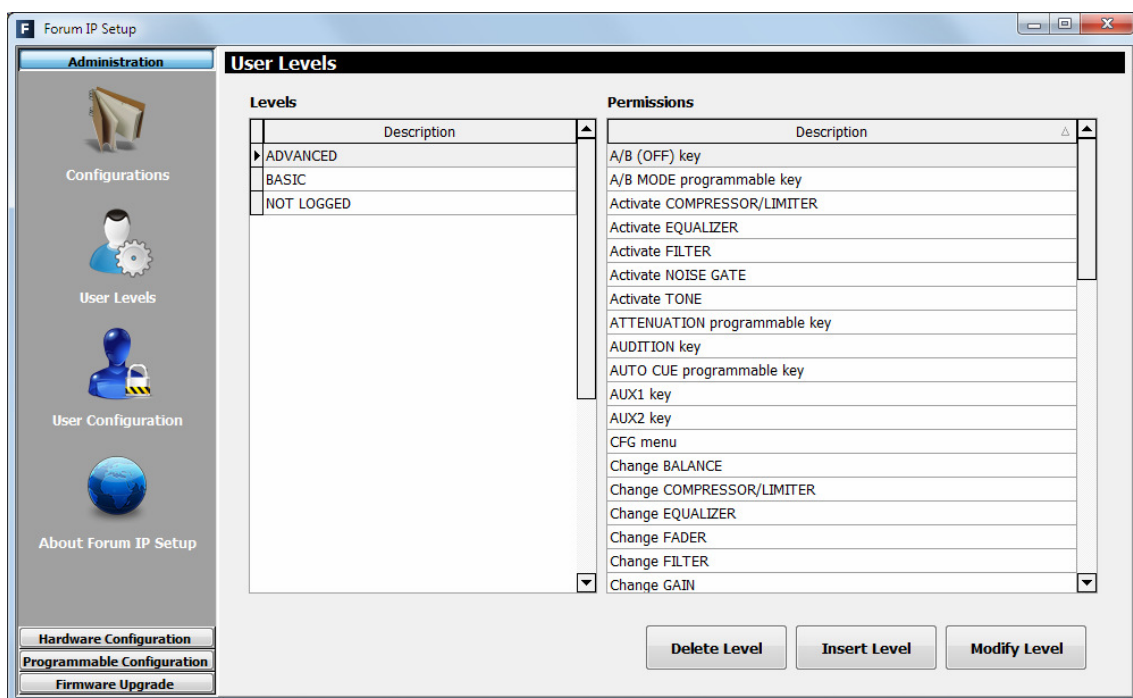 F Forum IP Setup
Administration
Configurations
User Levels
User Configuration
About Forum IP Setup
Hardware Configuration
Programmable Configuration
Firmware Upgrade
User Levels
Levels
Description
ADVANCED
BASIC
NOT LOGGED
Permissions
Description
A/B (OFF) key
A/B MODE programmable key
Activate COMPRESSOR/LIMITER
Activate EQUALIZER
Activate FILTER
Activate NOISE GATE
Activate TONE
ATTENUATION programmable key
AUDITION key
AUTO CUE programmable key
AUX1 key
AUX2 key
CFG menu
Change BALANCE
Change COMPRESSOR/LIMITER
Change EQUALIZER
Change FADER
Change FILTER
Change GAIN
Delete Level
Insert Level
Modify Level